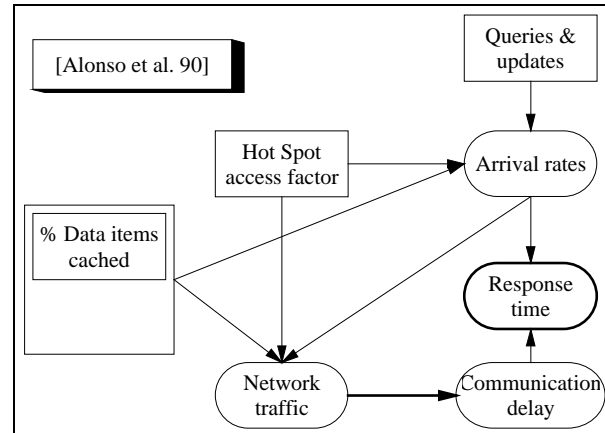 [Alonso et al. 90]
Queries &
updates
Hot Spot
access factor
Arrival rates
% Data items
cached
Response
time
Network
traffic
Communication
delay